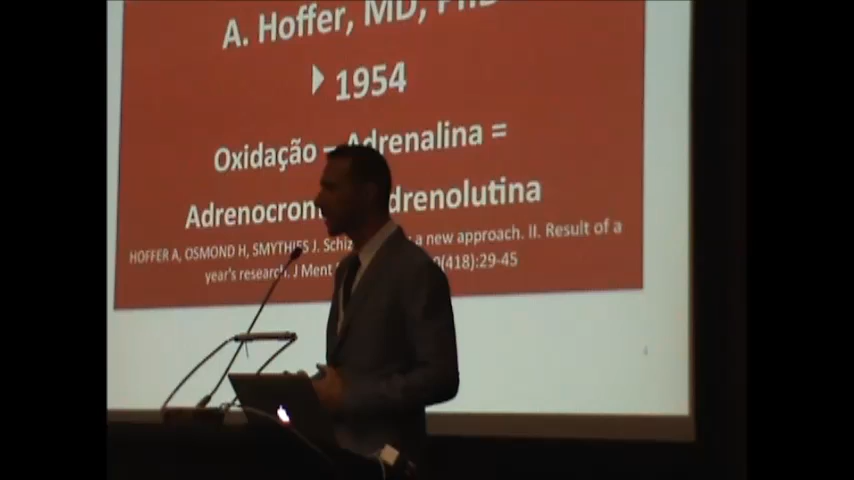 A. Hoffer, MD, PhD
1954
Oxidação – Adrenalina =
Adrenocrom drenolutina
HOFFER A, OSMOND H, SMYTHIES J. Schiz a new approach. II. Result of a
year's research. J Ment (418):29-45